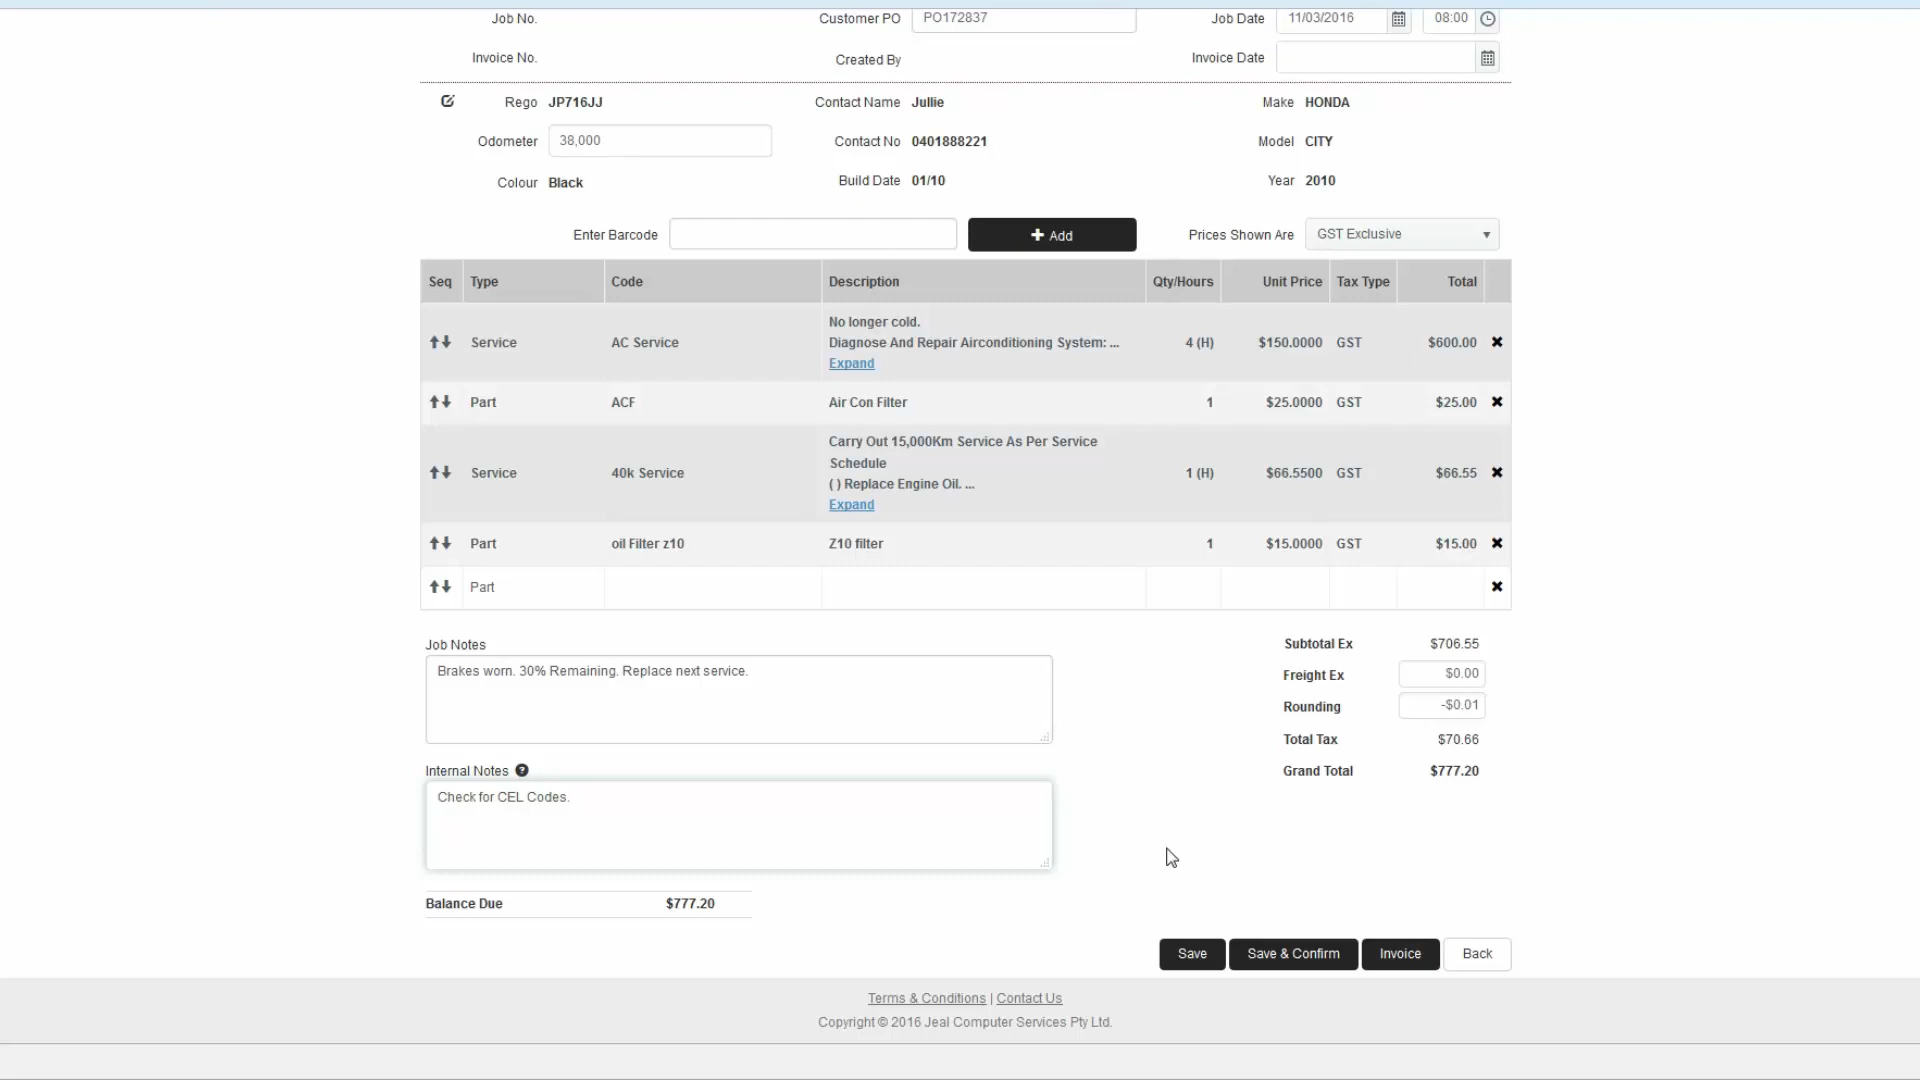 Job No. Customer PO PO172837 Job Date 11/03/2016 08:00
Invoice No. Created By Invoice Date
Rego JP716JJ Contact Name Jullie Make HONDA
Odometer 38,000 Contact No 0401888221 Model CITY
Colour Black Build Date 01/10 Year 2010
Enter Barcode Add Prices Shown Are GST Exclusive
Seq Type Code Description Qty/Hours Unit Price Tax Type Total
No longer cold.
Service AC Service Diagnose And Repair Airconditioning System: ... 4 (H) $150.0000 GST $600.00
Expand
Part ACF Air Con Filter 1 $25.0000 GST $25.00
Carry Out 15,000Km Service As Per Service
Schedule
Service 40k Service 1 (H) $66.5500 GST $66.55
( ) Replace Engine Oil. ...
Expand
Part oil Filter z10 Z10 filter 1 $15.0000 GST $15.00
Part
Job Notes
Brakes worn. 30% Remaining. Replace next service.
Subtotal Ex $706.55
Freight Ex $0.00
Rounding -$0.01
Total Tax $70.66
Grand Total $777.20
Internal Notes ?
Check for CEL Codes.
Balance Due $777.20
Save Save & Confirm Invoice Back
Terms & Conditions | Contact Us
Copyright © 2016 Jeal Computer Services Pty Ltd.